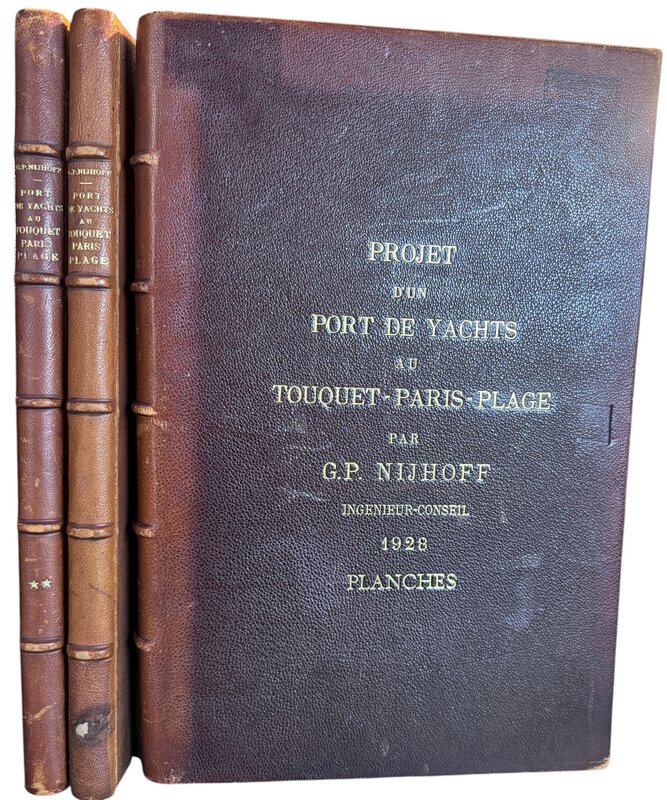 G.P.NIJHOFF
PORT
DE YACHTS
AU
TOUQUET
PARIS
PLAGE
**
G.P.NIJHOFF
PORT
DE YACHTS
AU
TOUQUET
PARIS
PLAGE
PROJET
D'UN
PORT DE YACHTS
AU
TOUQUET-PARIS-PLAGE
PAR
G.P. NIJHOFF
INGENIEUR-CONSEIL
1928
PLANCHES